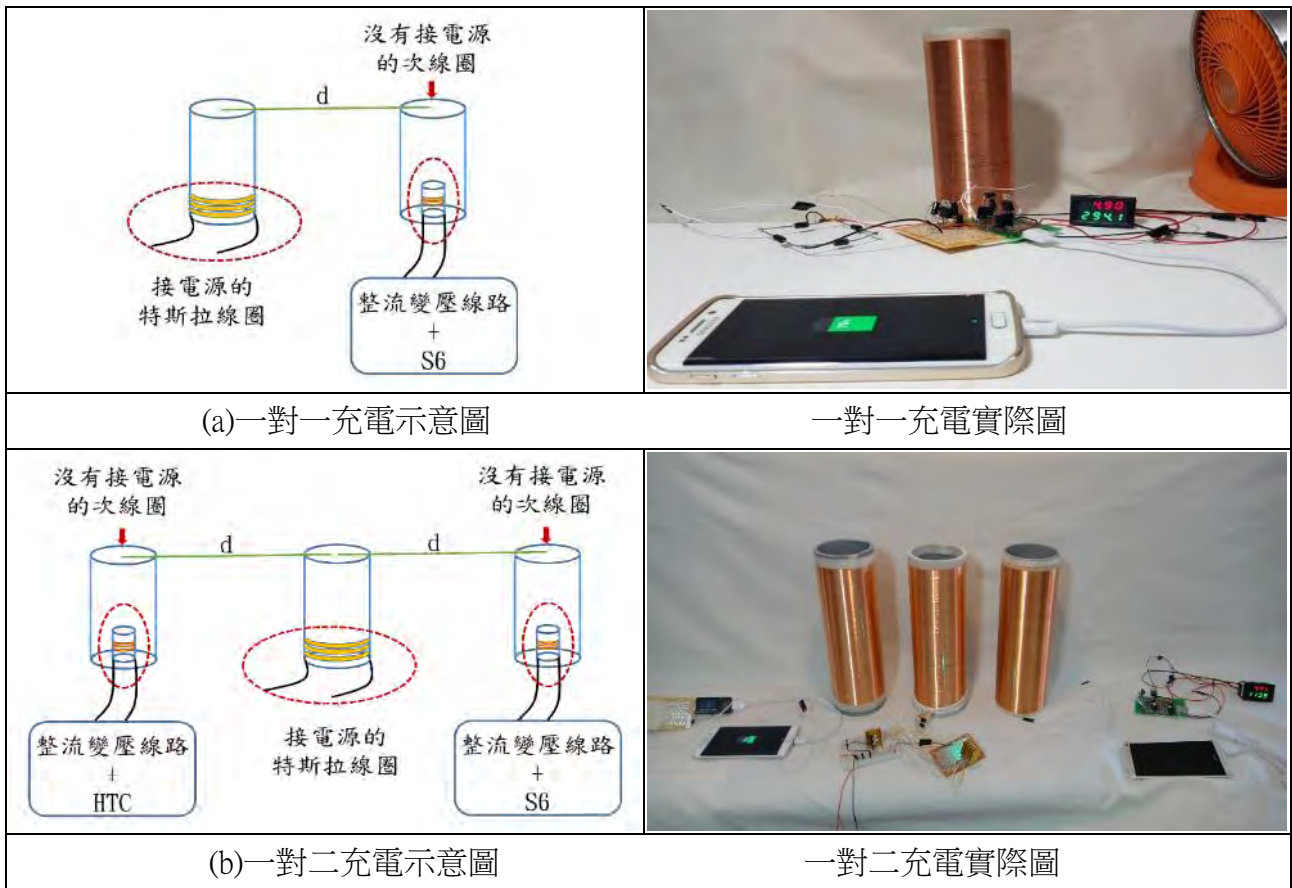 沒有接電源
的次線圈
d
接電源的
特斯拉線圈
整流變壓線路
+
S6
4.90
294.1
SAMSUNG
(a)一對一充電示意圖
一對一充電實際圖
沒有接電源
的次線圈
沒有接電源
的次線圈
d
d
接電源的
特斯拉線圈
整流變壓線路
+
HTC
整流變壓線路
+
S6
(b)一對二充電示意圖
一對二充電實際圖